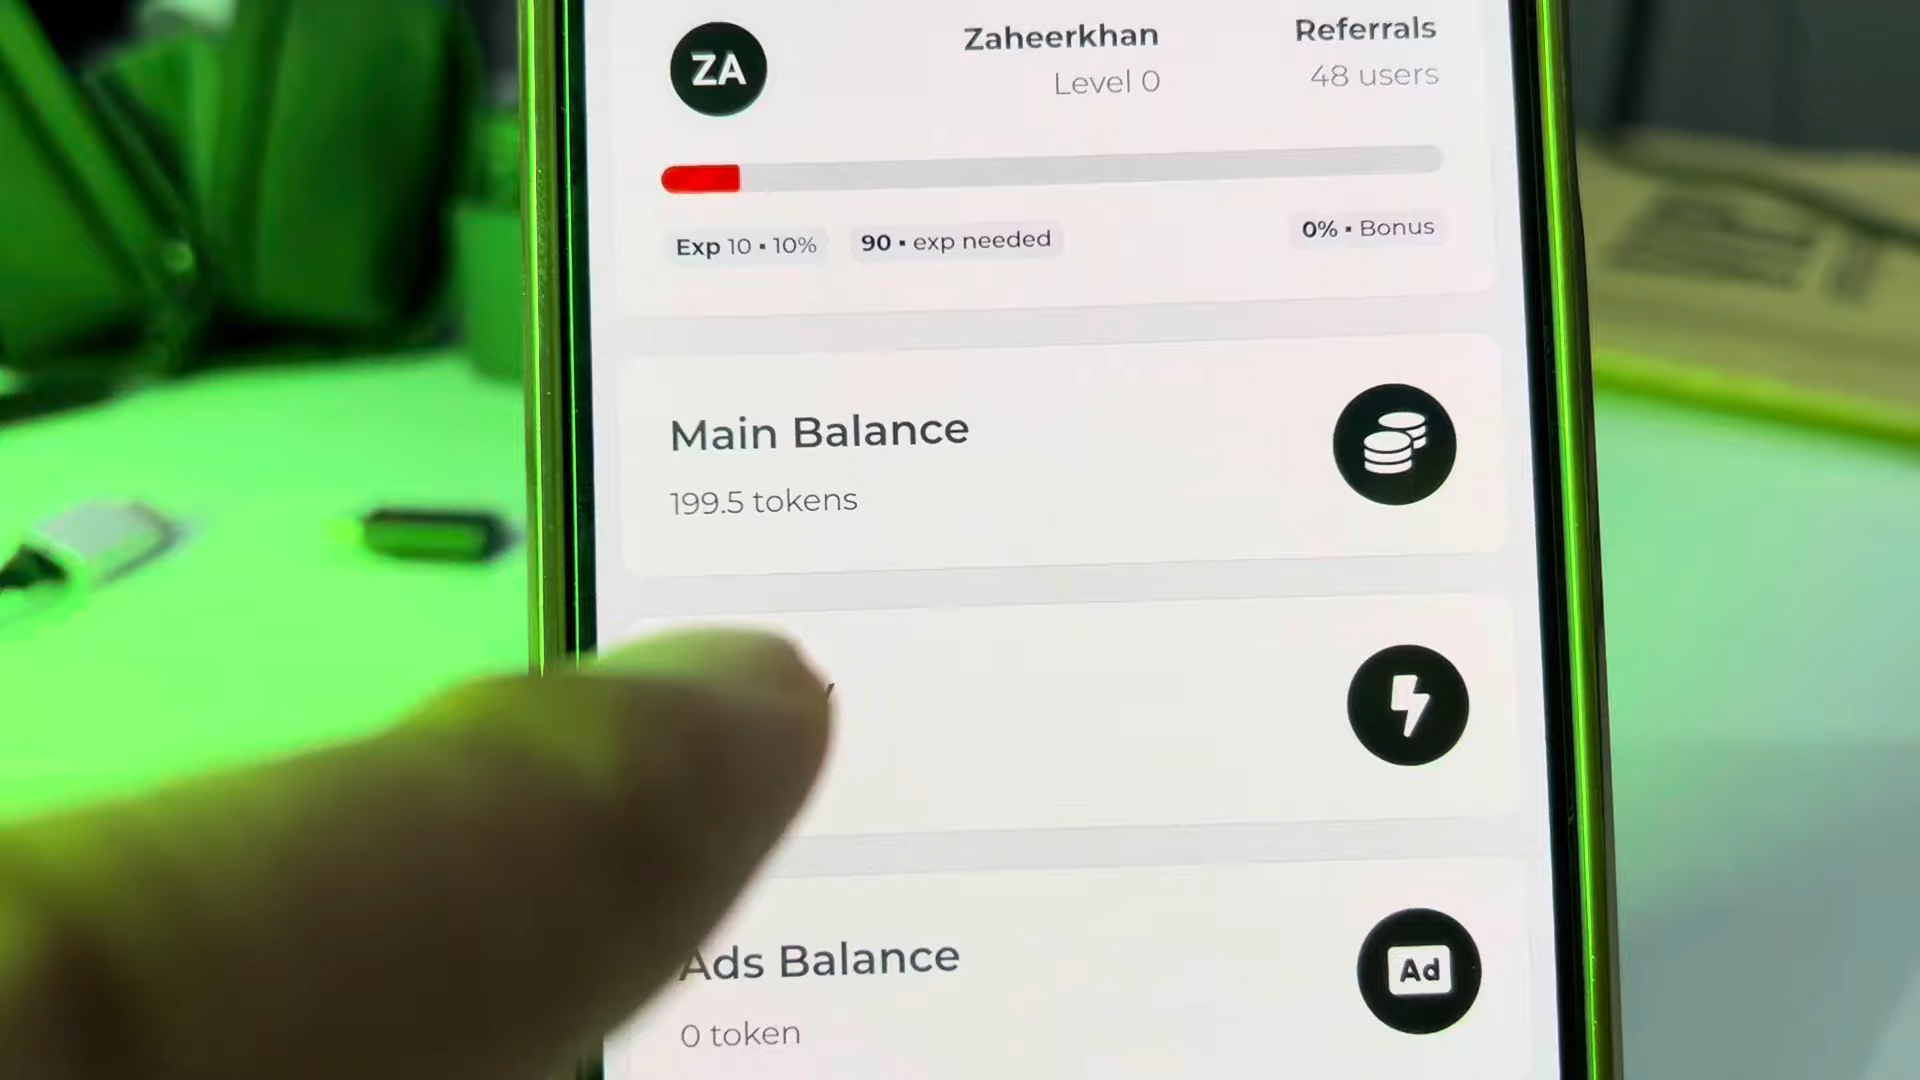 ZA
Zaheerkhan
Level 0
Referrals
48 users
Exp 10 ▪ 10%
90 ▪ exp needed
0% ▪ Bonus
Main Balance
199.5 tokens
Ads Balance
0 token
Ad